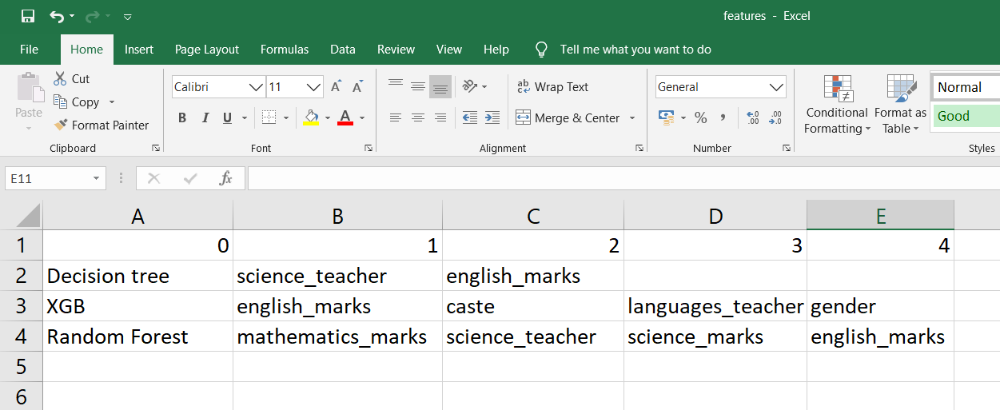 features - Excel
File Home Insert Page Layout Formulas Data Review View Help Tell me what you want to do
Paste
Cut
Copy
Format Painter
Clipboard
Calibri 11 A A
B I U A
Font
ab Wrap Text
Merge & Center
Alignment
General
% , .00 .00
Number
Conditional Formatting
Format as Table
Normal
Good
Styles
E11 fx
A B C D E
1 0 1 2 3 4
2 Decision tree science_teacher english_marks
3 XGB english_marks caste languages_teacher gender
4 Random Forest mathematics_marks science_teacher science_marks english_marks
5
6